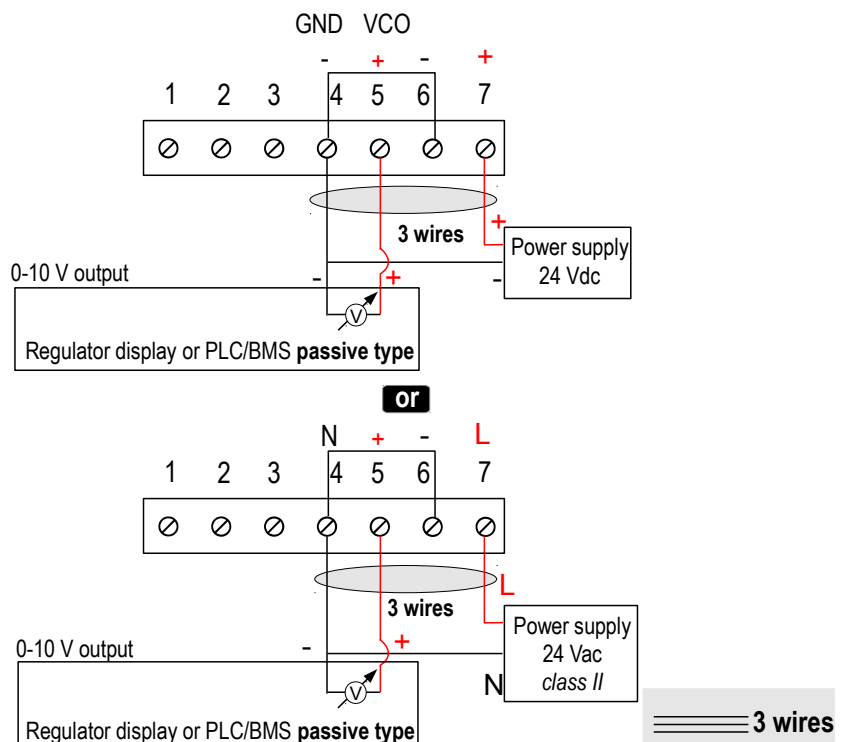 GND VCO
- + - +
1 2 3 4 5 6 7
3 wires
+
Power supply
24 Vdc
-
0-10 V output
- +
V
Regulator display or PLC/BMS passive type
or
N + - L
1 2 3 4 5 6 7
L
3 wires
Power supply
24 Vac
class II
N
0-10 V output
- +
V
Regulator display or PLC/BMS passive type
3 wires